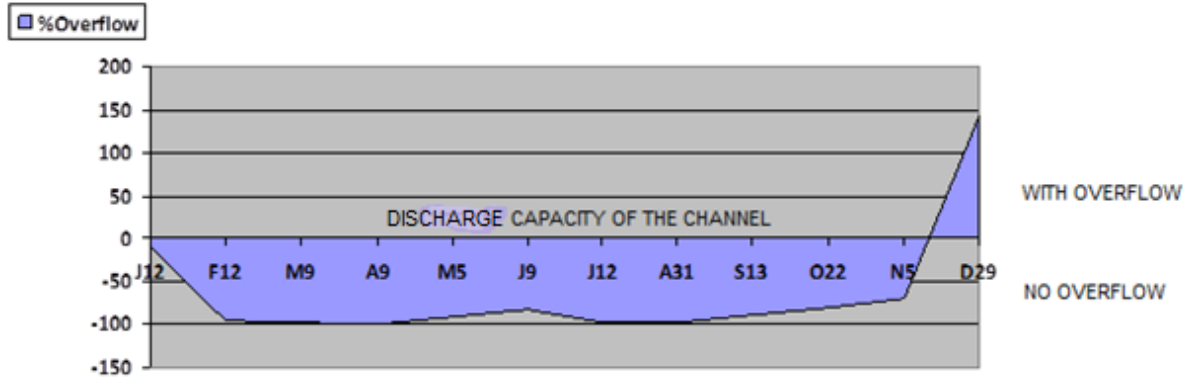 %Overflow
200
150
100
50
0
-50
-100
-150
DISCHARGE CAPACITY OF THE CHANNEL
J12 F12 M9 A9 M5 J9 J12 A31 S13 O22 N5 D29
WITH OVERFLOW
NO OVERFLOW